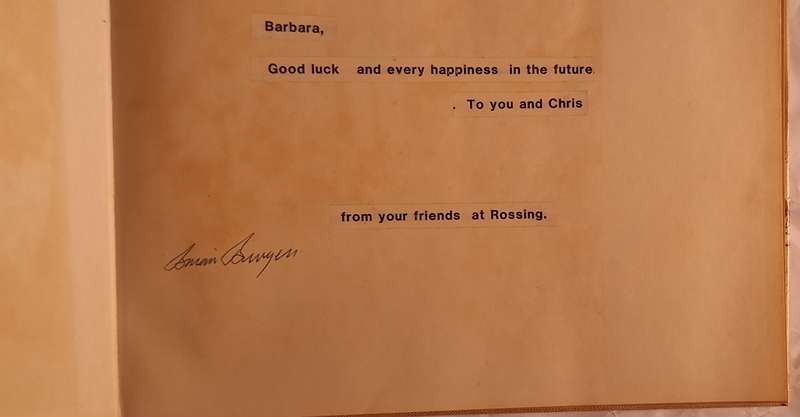 Barbara,
Good luck and every happiness in the future
. To you and Chris
from your friends at Rossing.